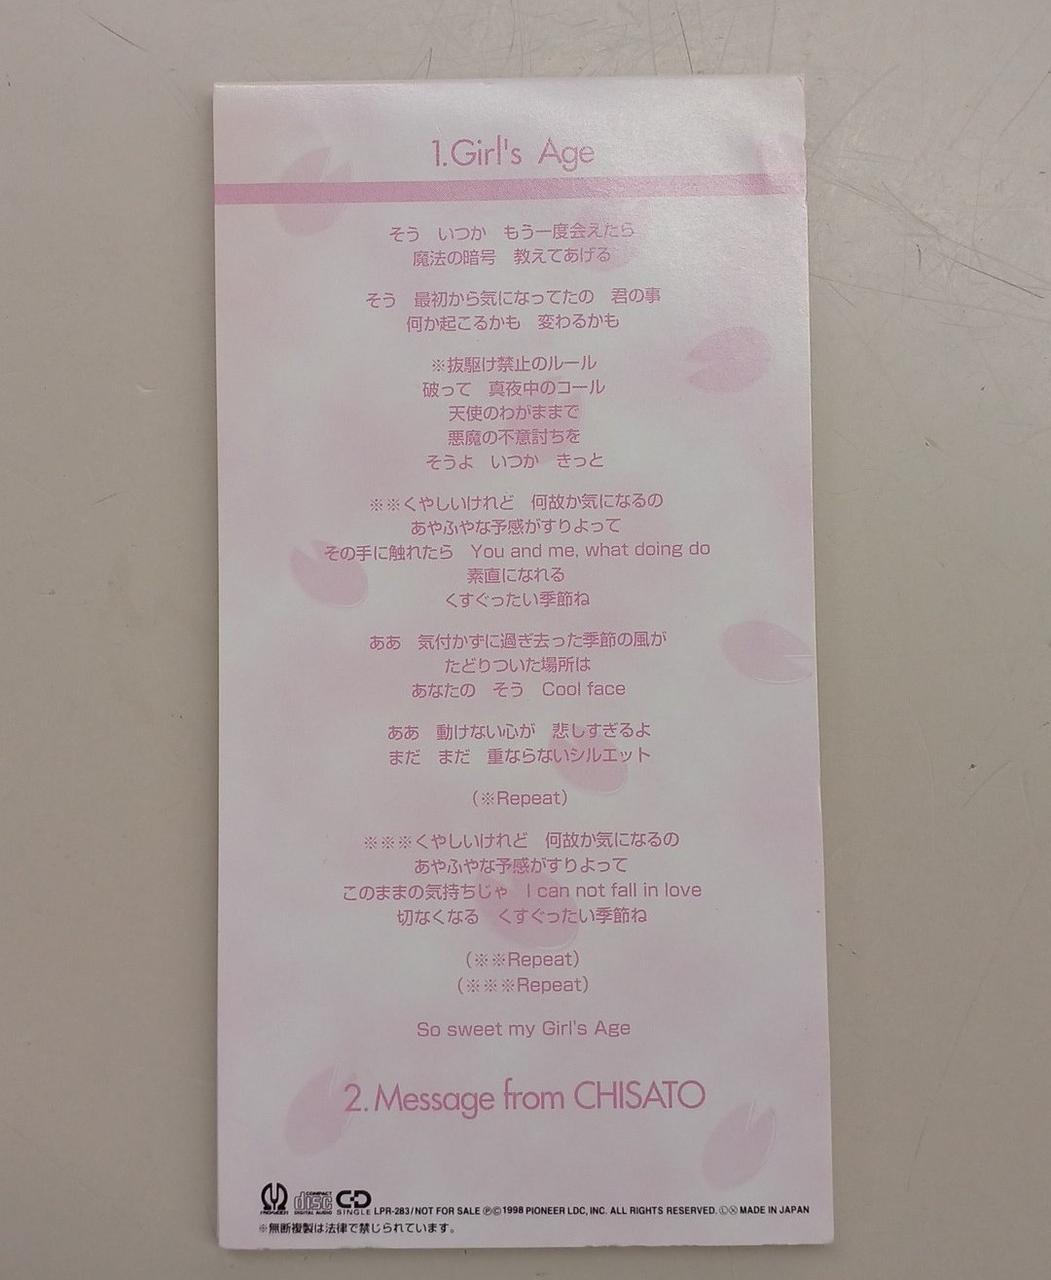 1.Girl's Age
そう　いつか　もう一度会えたら
魔法の暗号　教えてあげる
そう　最初から気になってたの　君の事
何か起こるかも　変わるかも
※抜駆け禁止のルール
破って　真夜中のコール
天使のわがままで
悪魔の不意討ちを
そうよ　いつか　きっと
※※くやしいけれど　何故か気になるの
あやふやな予感がすりよって
その手に触れたら　You and me, what doing do
素直になれる
くすぐったい季節ね
ああ　気付かずに過ぎ去った季節の風が
たどりついた場所は
あなたの　そう　Cool face
ああ　動けない心が　悲しすぎるよ
まだ　まだ　重ならないシルエット
（※Repeat）
※※※くやしいけれど　何故か気になるの
あやふやな予感がすりよって
このままの気持ちじゃ　I can not fall in love
切なくなる　くすぐったい季節ね
（※※Repeat）
（※※※Repeat）
So sweet my Girl's Age
2. Message from CHISATO
PIONEER COMPACT disc DIGITAL AUDIO CD SINGLE LPR-283/NOT FOR SALE Ⓟ©1998 PIONEER LDC, INC. ALL RIGHTS RESERVED. ⓁⓍ MADE IN JAPAN
※無断複製は法律で禁じられています。